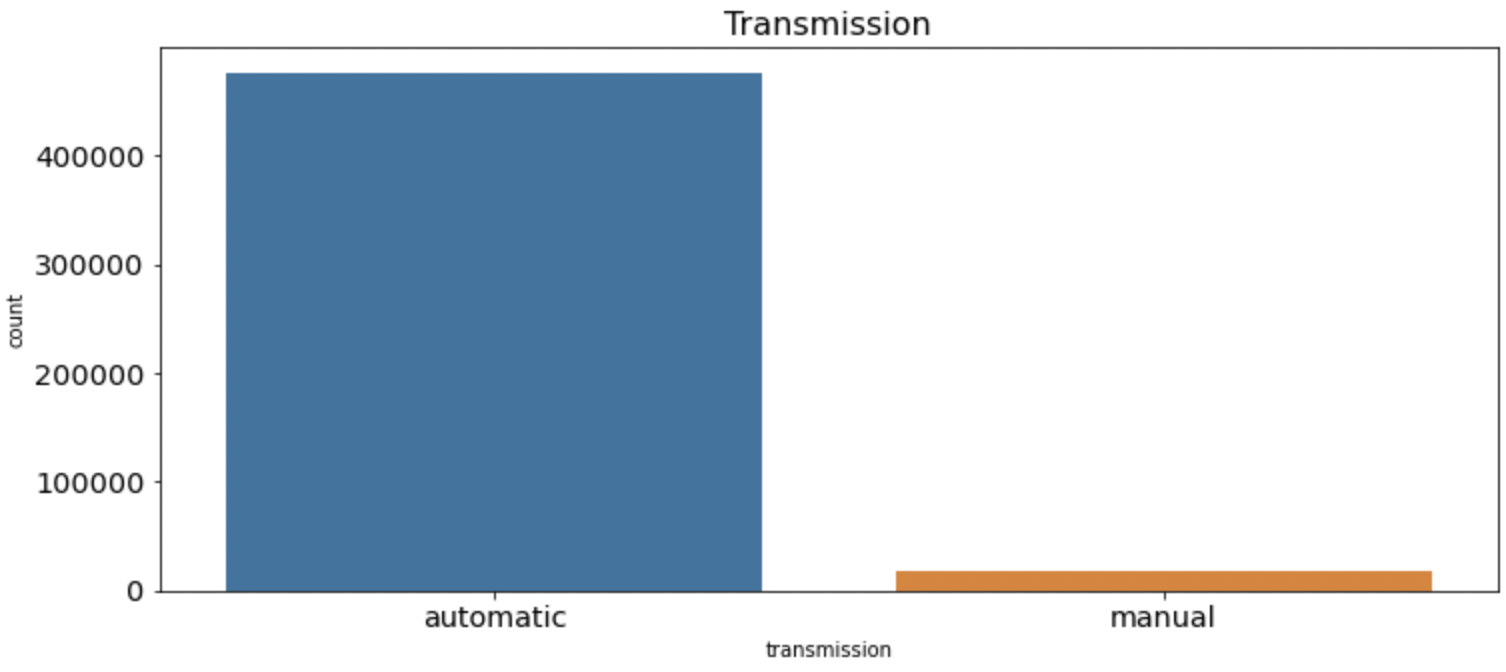 Transmission
400000
300000
200000
100000
0
count
automatic
manual
transmission